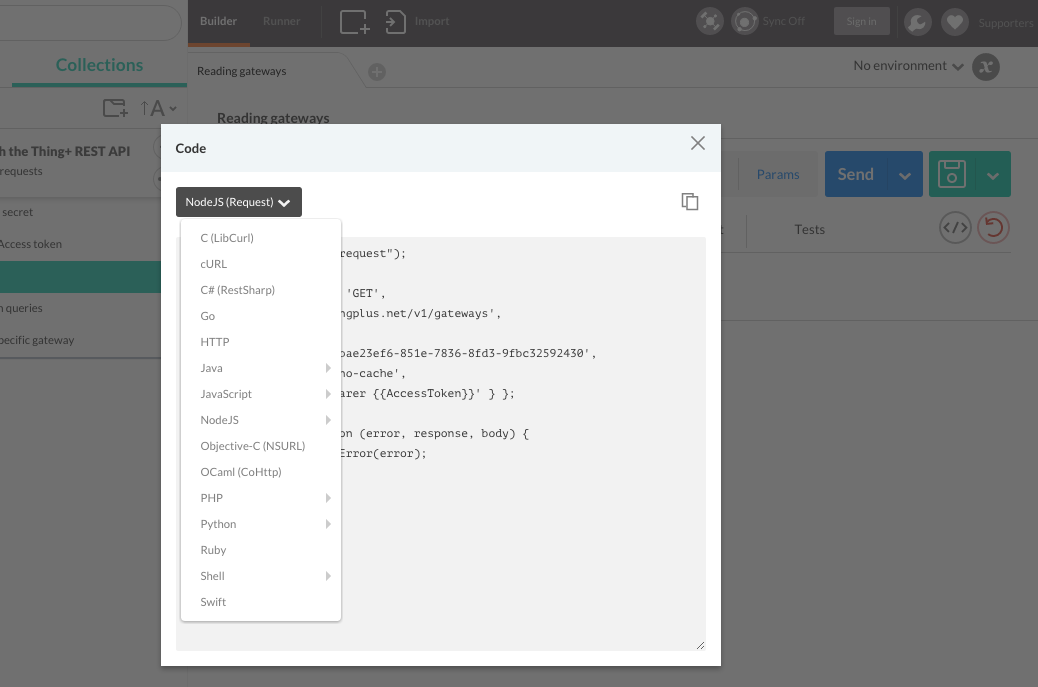 Builder
Runner
Import
Sync Off
Sign in
Supporters
Collections
Reading gateways
No environment
A
Reading gateways
h the Thing+ REST API
requests
secret
Access token
queries
pecific gateway
Params
Send
Tests
Code
NodeJS (Request)
C (LibCurl)
cURL
C# (RestSharp)
Go
HTTP
Java
JavaScript
NodeJS
Objective-C (NSURL)
OCaml (CoHttp)
PHP
Python
Ruby
Shell
Swift
request");
'GET',
ngplus.net/v1/gateways',
bae23ef6-851e-7836-8fd3-9fbc32592430',
no-cache',
arer {{AccessToken}}' } };
on (error, response, body) {
Error(error);